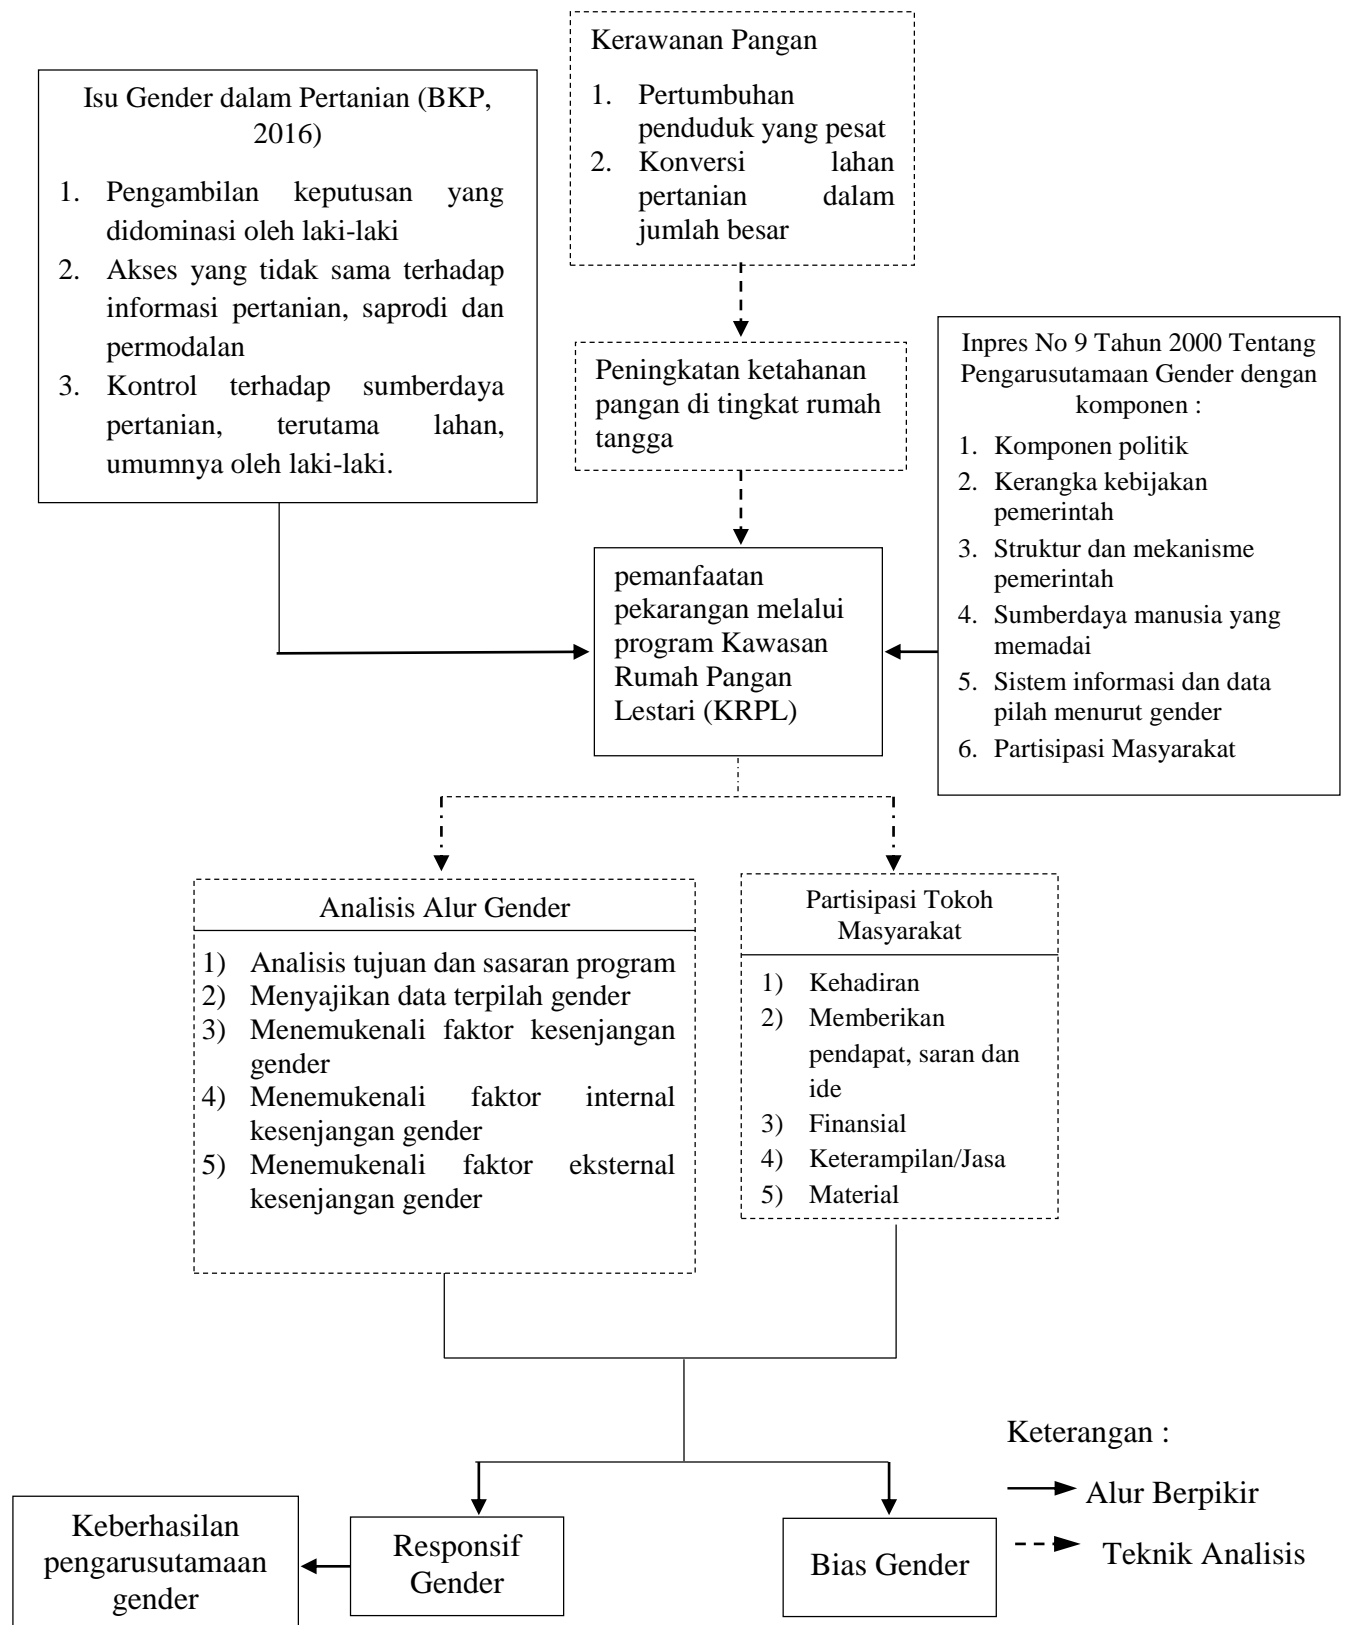 Kerawanan Pangan
1. Pertumbuhan
penduduk yang pesat
2. Konversi lahan
pertanian dalam
jumlah besar
Isu Gender dalam Pertanian (BKP,
2016)
1. Pengambilan keputusan yang
didominasi oleh laki-laki
2. Akses yang tidak sama terhadap
informasi pertanian, saprodi dan
permodalan
3. Kontrol terhadap sumberdaya
pertanian, terutama lahan,
umumnya oleh laki-laki.
Peningkatan ketahanan
pangan di tingkat rumah
tangga
Inpres No 9 Tahun 2000 Tentang
Pengarusutamaan Gender dengan
komponen :
1. Komponen politik
2. Kerangka kebijakan
pemerintah
3. Struktur dan mekanisme
pemerintah
4. Sumberdaya manusia yang
memadai
5. Sistem informasi dan data
pilah menurut gender
6. Partisipasi Masyarakat
pemanfaatan
pekarangan melalui
program Kawasan
Rumah Pangan
Lestari (KRPL)
Analisis Alur Gender
1) Analisis tujuan dan sasaran program
2) Menyajikan data terpilah gender
3) Menemukenali faktor kesenjangan
gender
4) Menemukenali faktor internal
kesenjangan gender
5) Menemukenali faktor eksternal
kesenjangan gender
Partisipasi Tokoh
Masyarakat
1) Kehadiran
2) Memberikan
pendapat, saran dan
ide
3) Finansial
4) Keterampilan/Jasa
5) Material
Keterangan :
Alur Berpikir
Teknik Analisis
Keberhasilan
pengarusutamaan
gender
Responsif
Gender
Bias Gender